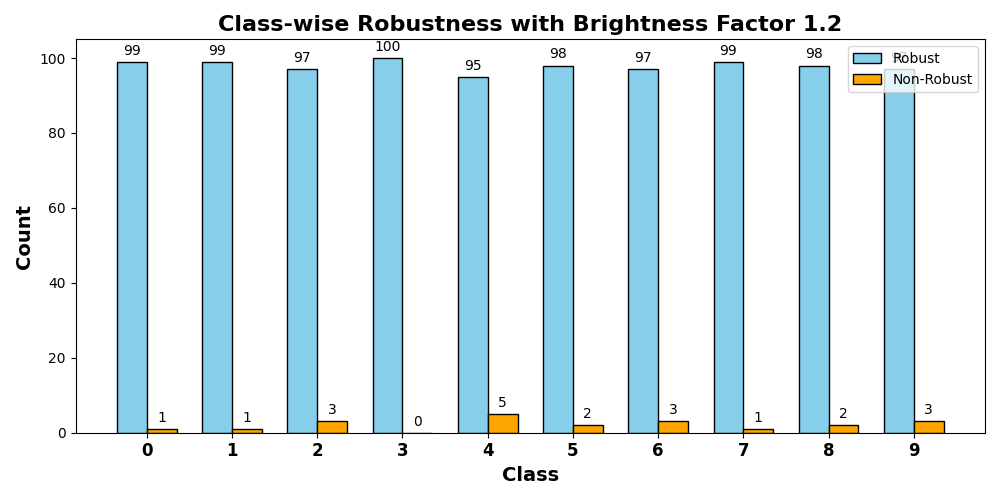 Class-wise Robustness with Brightness Factor 1.2
99 99 97 100 95 98 97 99 98
Robust
Non-Robust
100
80
60
40
20
0
1 1 3 0 5 2 3 1 2 3
0 1 2 3 4 5 6 7 8 9
Count
Class